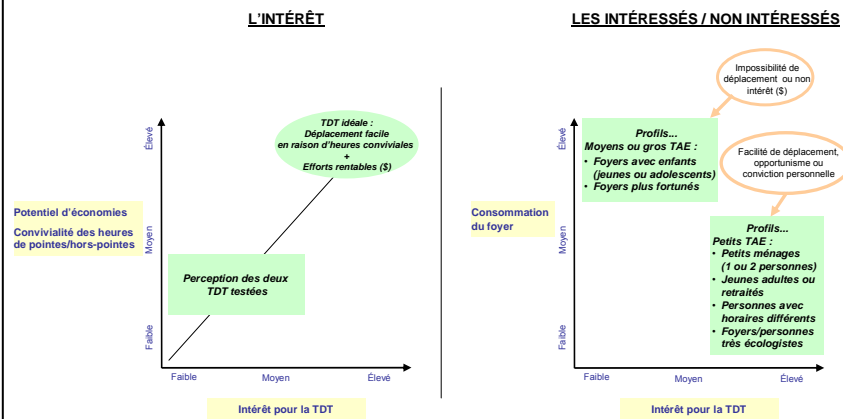 L'INTÉRÊT
Élevé
Moyen
Faible
TDT idéale :
Déplacement facile
en raison d'heures conviviales
+
Efforts rentables ($)
Potentiel d'économies
Convivialité des heures
de pointes/hors-pointes
Perception des deux
TDT testées
Faible
Moyen
Élevé
Intérêt pour la TDT
LES INTÉRESSÉS / NON INTÉRESSÉS
Impossibilité de
déplacement ou non
intérêt ($)
Élevé
Moyen
Faible
Profils...
Moyens ou gros TAE :
• Foyers avec enfants
(jeunes ou adolescents)
• Foyers plus fortunés
Facilité de déplacement,
opportunisme ou
conviction personnelle
Consommation
du foyer
Profils...
Petits TAE :
• Petits ménages
(1 ou 2 personnes)
• Jeunes adultes ou
retraités
• Personnes avec
horaires différents
• Foyers/personnes
très écologistes
Faible
Moyen
Élevé
Intérêt pour la TDT